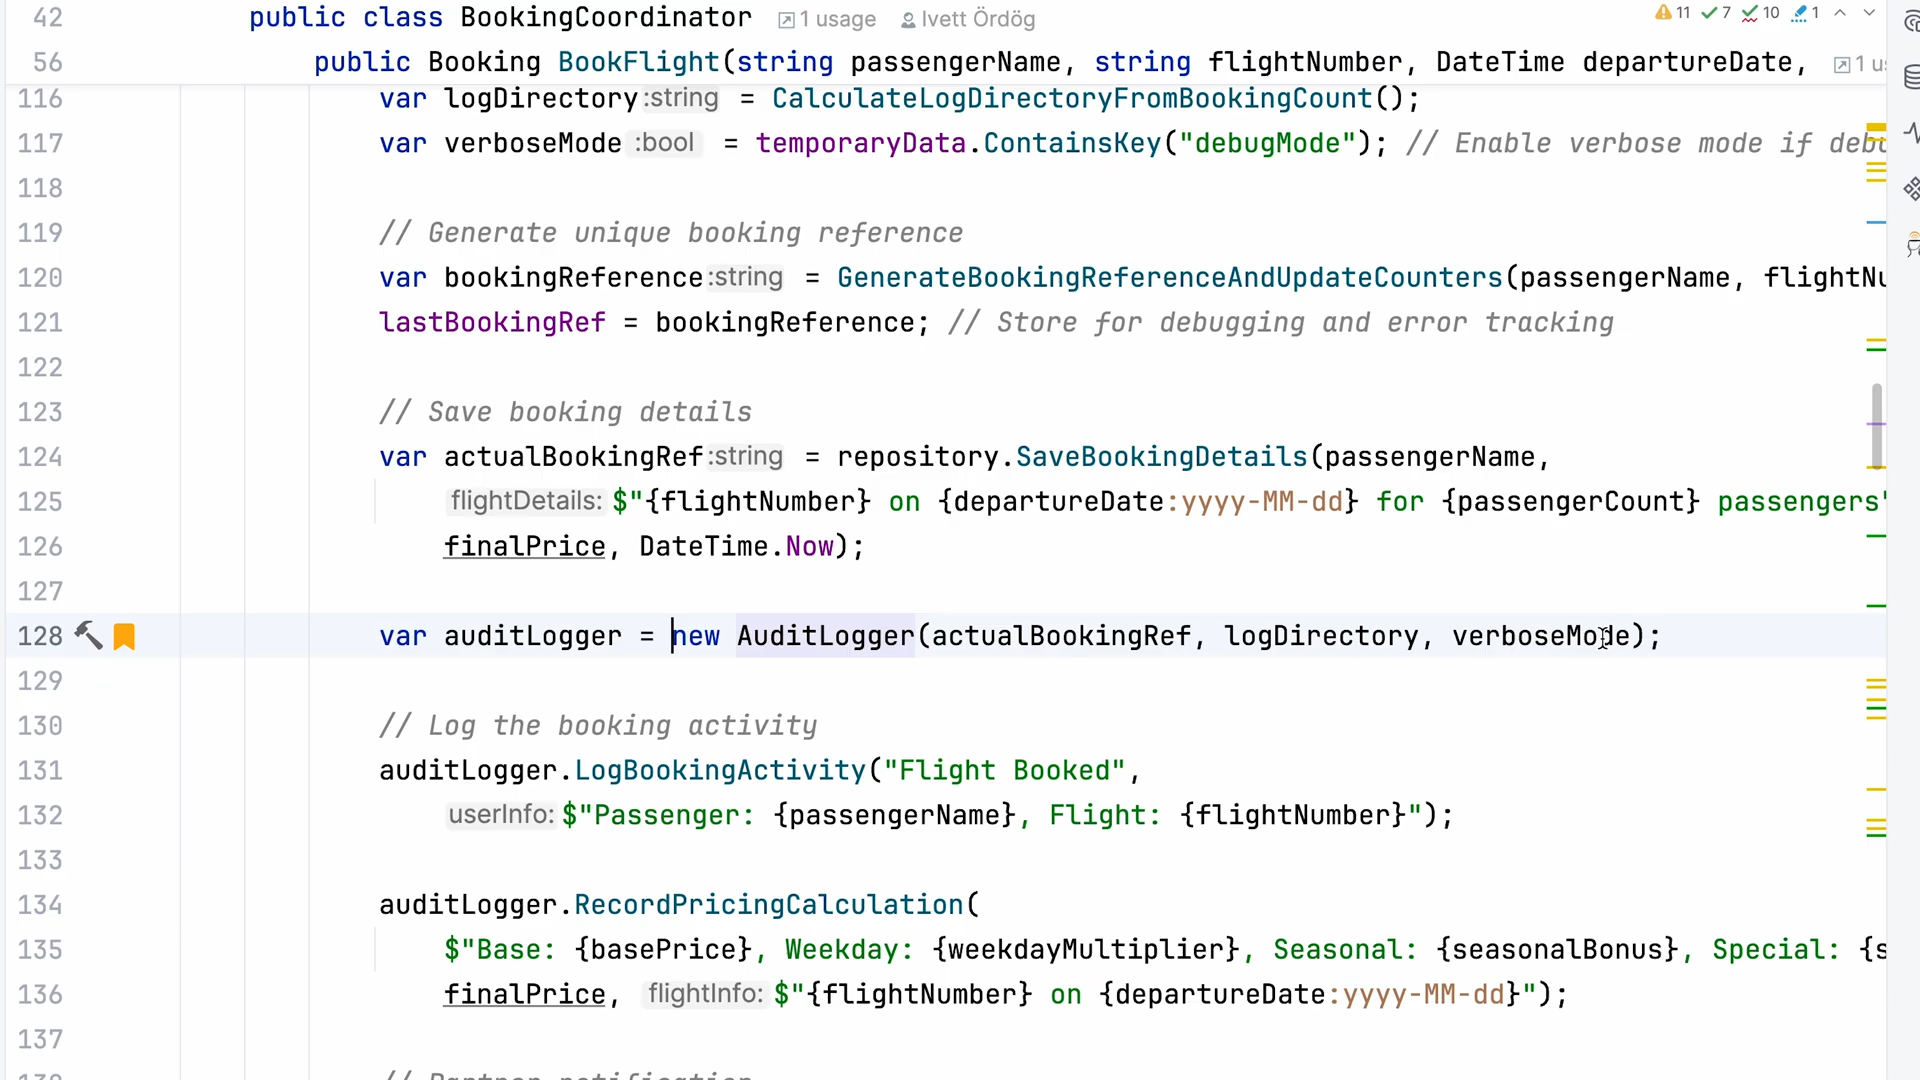 42 public class BookingCoordinator 1 usage Ivett Ördög
11 7 10 1
56 public Booking BookFlight(string passengerName, string flightNumber, DateTime departureDate, 1
116 var logDirectory:string = CalculateLogDirectoryFromBookingCount();
117 var verboseMode:bool = temporaryData.ContainsKey("debugMode"); // Enable verbose mode if
118
119 // Generate unique booking reference
120 var bookingReference:string = GenerateBookingReferenceAndUpdateCounters(passengerName,
121 lastBookingRef = bookingReference; // Store for debugging and error tracking
122
123 // Save booking details
124 var actualBookingRef:string = repository.SaveBookingDetails(passengerName,
125 flightDetails:$"{flightNumber} on {departureDate:yyyy-MM-dd} for {passengerCount} passengers"
126 finalPrice, DateTime.Now);
127
128 var auditLogger = new AuditLogger(actualBookingRef, logDirectory, verboseMode);
129
130 // Log the booking activity
131 auditLogger.LogBookingActivity("Flight Booked",
132 userInfo:$"Passenger: {passengerName}, Flight: {flightNumber}");
133
134 auditLogger.RecordPricingCalculation(
135 $"Base: {basePrice}, Weekday: {weekdayMultiplier}, Seasonal: {seasonalBonus}, Special:
136 finalPrice, flightInfo:$"{flightNumber} on {departureDate:yyyy-MM-dd}");
137